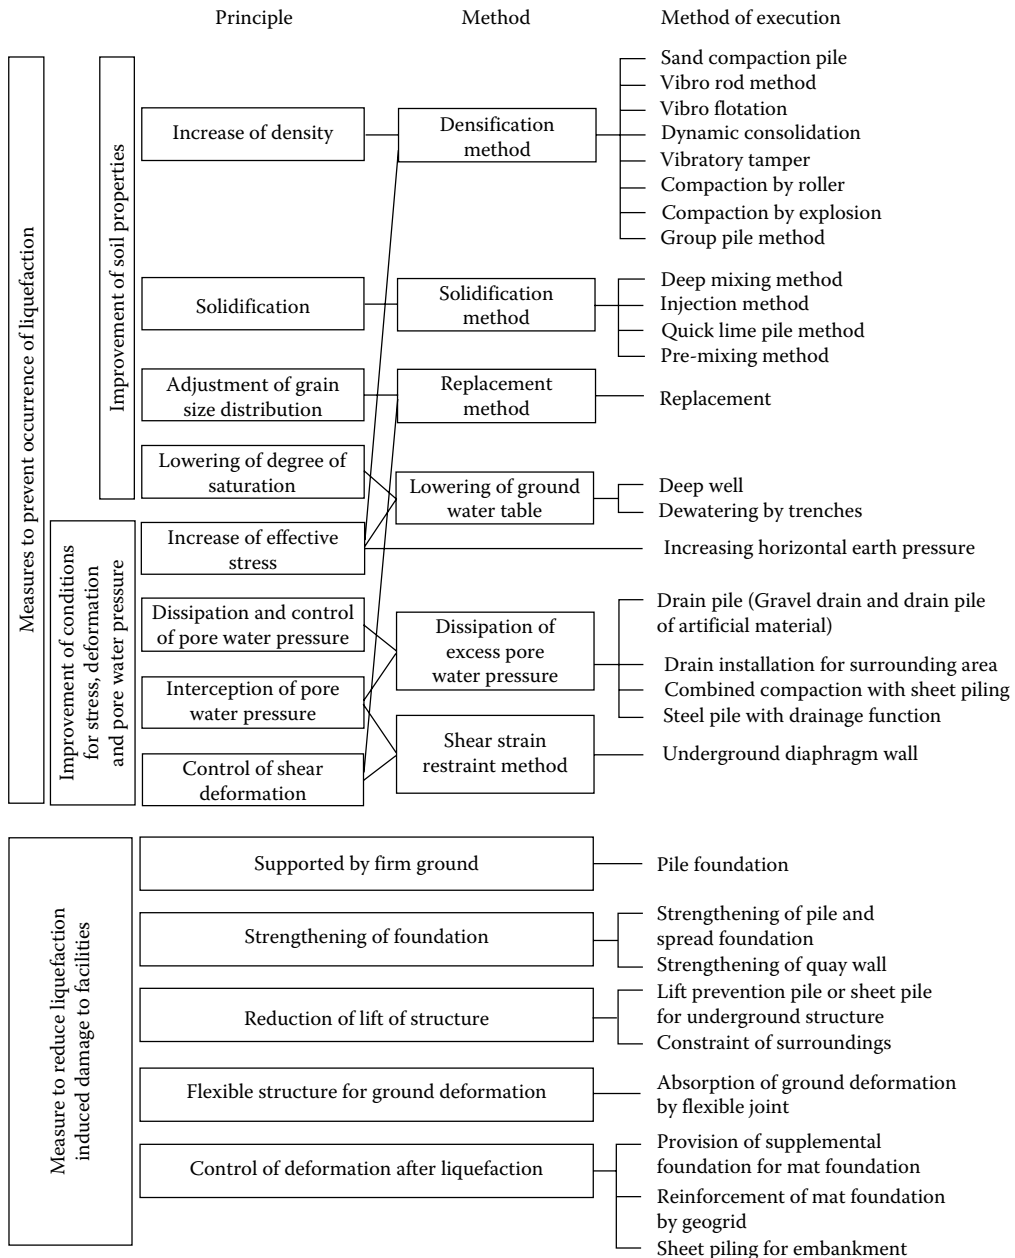 Principle
Method
Method of execution
Measures to prevent occurrence of liquefaction
Improvement of soil properties
Increase of density
Densification
method
Sand compaction pile
Vibro rod method
Vibro flotation
Dynamic consolidation
Vibratory tamper
Compaction by roller
Compaction by explosion
Group pile method
Solidification
Solidification
method
Deep mixing method
Injection method
Quick lime pile method
Pre-mixing method
Adjustment of grain
size distribution
Replacement
method
Replacement
Lowering of degree of
saturation
Lowering of ground
water table
Deep well
Dewatering by trenches
Improvement of conditions
for stress, deformation
and pore water pressure
Increase of effective
stress
Increasing horizontal earth pressure
Dissipation and control
of pore water pressure
Dissipation of
excess pore
water pressure
Drain pile (Gravel drain and drain pile
of artificial material)
Drain installation for surrounding area
Combined compaction with sheet piling
Steel pile with drainage function
Interception of pore
water pressure
Shear strain
restraint method
Underground diaphragm wall
Control of shear
deformation
Measure to reduce liquefaction
induced damage to facilities
Supported by firm ground
Pile foundation
Strengthening of foundation
Strengthening of pile and
spread foundation
Strengthening of quay wall
Reduction of lift of structure
Lift prevention pile or sheet pile
for underground structure
Constraint of surroundings
Flexible structure for ground deformation
Absorption of ground deformation
by flexible joint
Control of deformation after liquefaction
Provision of supplemental
foundation for mat foundation
Reinforcement of mat foundation
by geogrid
Sheet piling for embankment